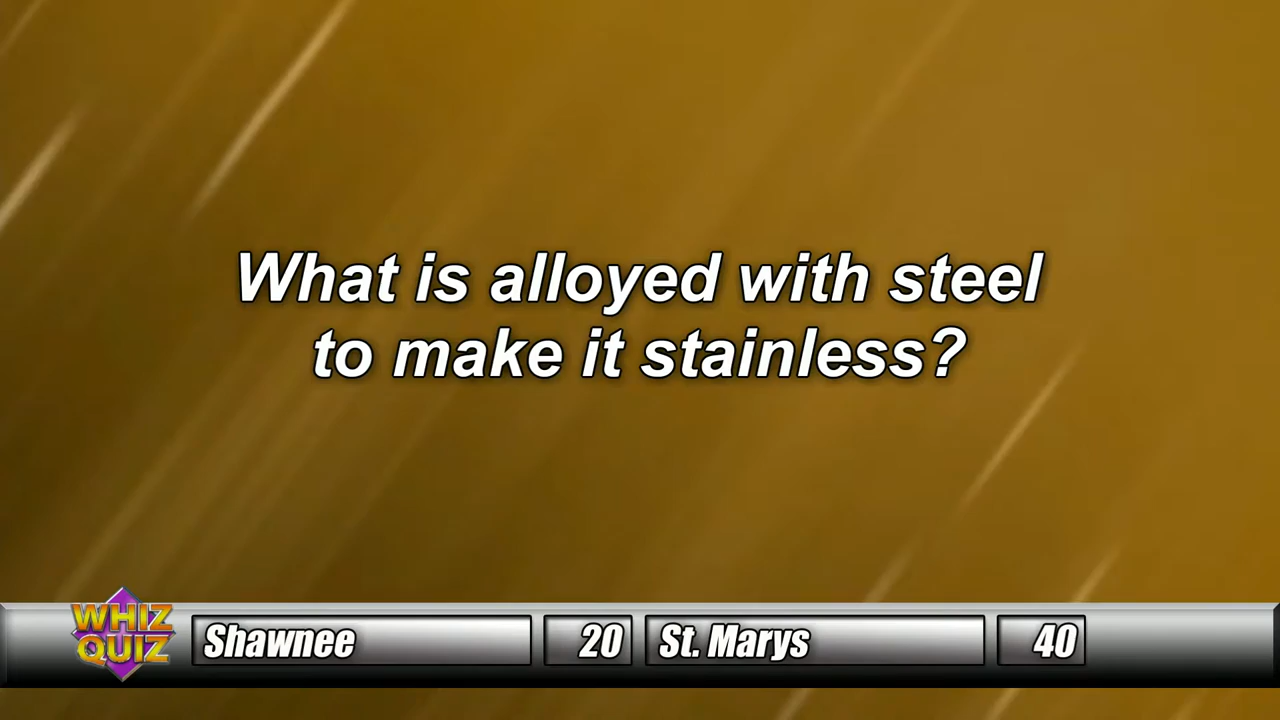 What is alloyed with steel
to make it stainless?
WHIZ
QUIZ
Shawnee 20 St. Marys 40